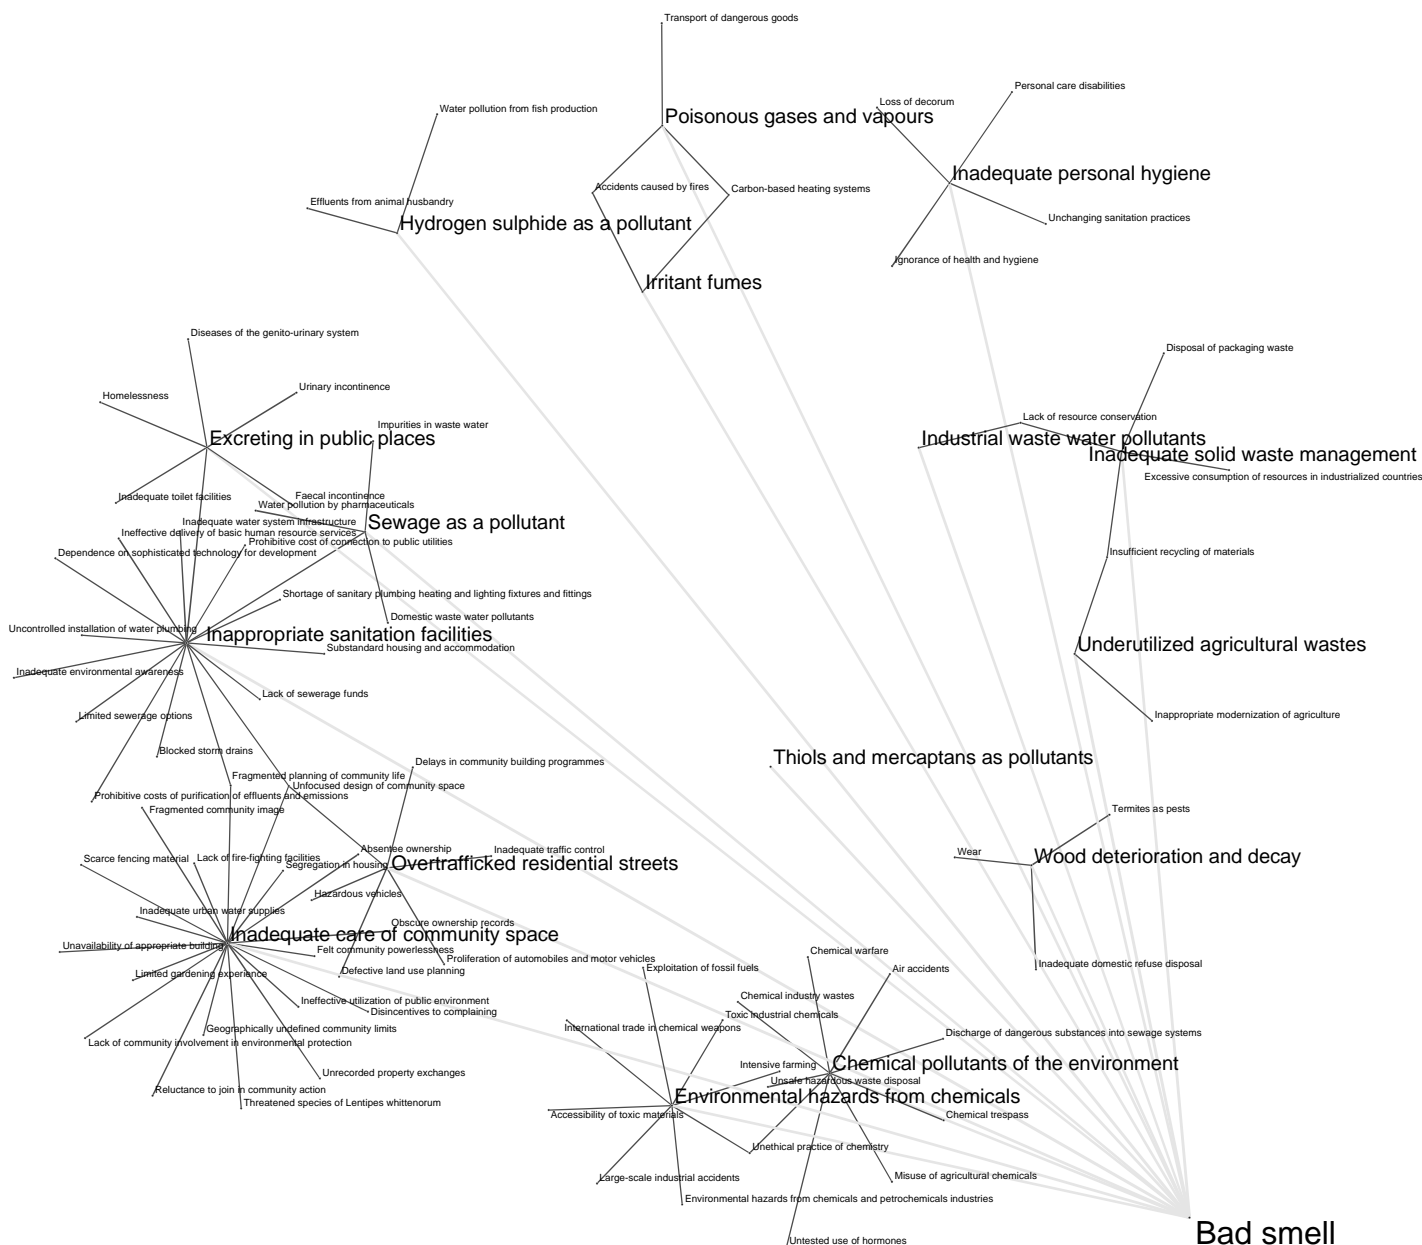 Transport of dangerous goods
Personal care disabilities
Loss of decorum
Water pollution from fish production
Poisonous gases and vapours
Inadequate personal hygiene
Accidents caused by fires
Carbon-based heating systems
Effluents from animal husbandry
Unchanging sanitation practices
Hydrogen sulphide as a pollutant
Ignorance of health and hygiene
Irritant fumes
Diseases of the genito-urinary system
Disposal of packaging waste
Urinary incontinence
Homelessness
Lack of resource conservation
Impurities in waste water
Excreting in public places
Industrial waste water pollutants
Inadequate solid waste management
Excessive consumption of resources in industrialized countries
Inadequate toilet facilities
Faecal incontinence
Water pollution by pharmaceuticals
Inadequate water system infrastructure
Sewage as a pollutant
Ineffective delivery of basic human resource services
Prohibitive cost of connection to public utilities
Dependence on sophisticated technology for development
Insufficient recycling of materials
Shortage of sanitary plumbing heating and lighting fixtures and fittings
Domestic waste water pollutants
Uncontrolled installation of water plumbing
Inappropriate sanitation facilities
Substandard housing and accommodation
Underutilized agricultural wastes
Inadequate environmental awareness
Lack of sewerage funds
Limited sewerage options
Inappropriate modernization of agriculture
Blocked storm drains
Thiols and mercaptans as pollutants
Delays in community building programmes
Fragmented planning of community life
Unfocused design of community space
Prohibitive costs of purification of effluents and emissions
Fragmented community image
Termites as pests
Absentee ownership
Inadequate traffic control
Scarce fencing material
Lack of fire-fighting facilities
Segregation in housing
Overtrafficked residential streets
Wear
Wood deterioration and decay
Hazardous vehicles
Inadequate urban water supplies
Obscure ownership records
Inadequate care of community space
Unavailability of appropriate building
Felt community powerlessness
Proliferation of automobiles and motor vehicles
Chemical warfare
Limited gardening experience
Defective land use planning
Exploitation of fossil fuels
Air accidents
Inadequate domestic refuse disposal
Ineffective utilization of public environment
Disincentives to complaining
Chemical industry wastes
Toxic industrial chemicals
International trade in chemical weapons
Geographically undefined community limits
Lack of community involvement in environmental protection
Discharge of dangerous substances into sewage systems
Unrecorded property exchanges
Intensive farming
Chemical pollutants of the environment
Unsafe hazardous waste disposal
Reluctance to join in community action
Threatened species of Lentipes whittenorum
Environmental hazards from chemicals
Accessibility of toxic materials
Chemical trespass
Unethical practice of chemistry
Large-scale industrial accidents
Misuse of agricultural chemicals
Environmental hazards from chemicals and petrochemicals industries
Untested use of hormones
Bad smell